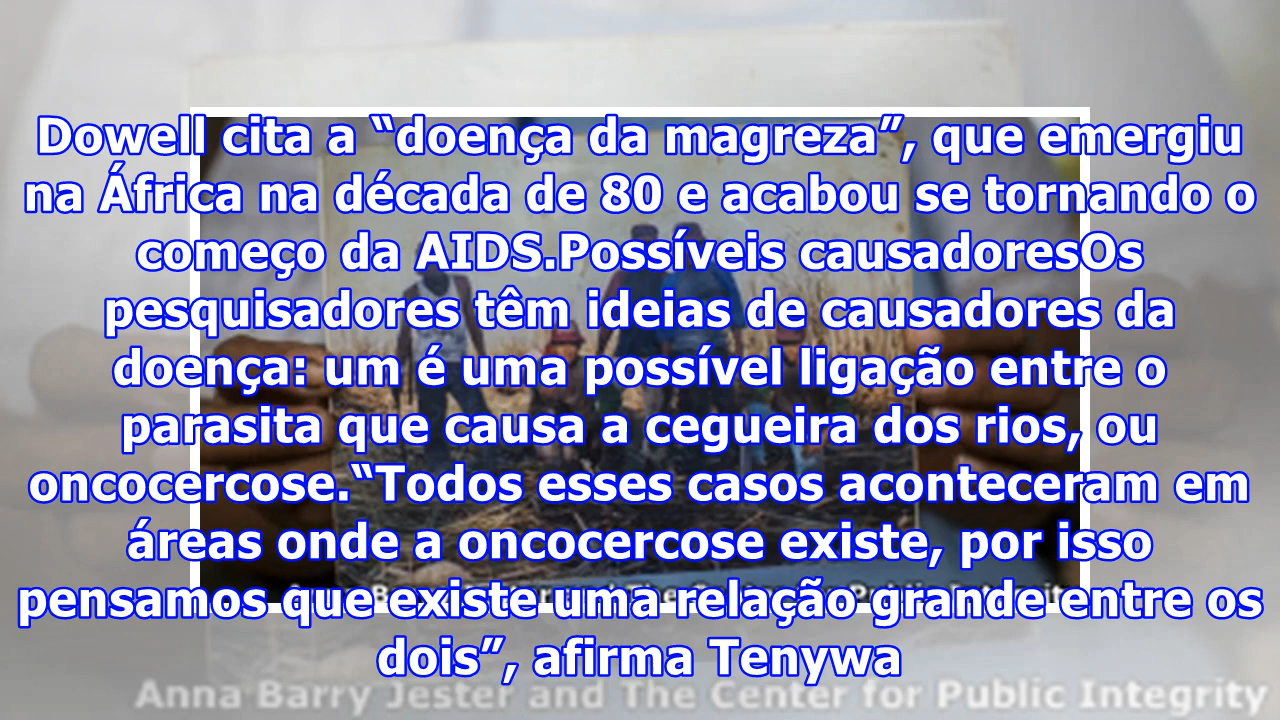 Dowell cita a “doença da magreza”, que emergiu
na África na década de 80 e acabou se tornando o
começo da AIDS.Possíveis causadoresOs
pesquisadores têm ideias de causadores da
doença: um é uma possível ligação entre o
parasita que causa a cegueira dos rios, ou
oncocercose.“Todos esses casos aconteceram em
áreas onde a oncocercose existe, por isso
pensamos que existe uma relação grande entre os
dois”, afirma Tenywa
Anna Barry Jester and The Center for Public Integrity